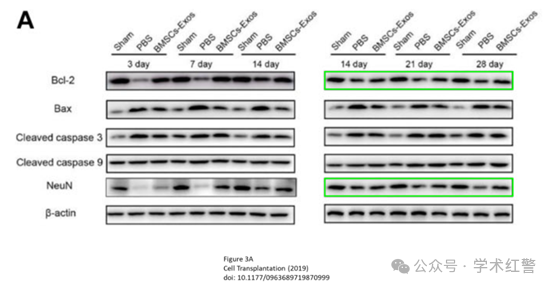 A
Sham PBS BMSCs-Exos Sham PBS BMSCs-Exos Sham PBS BMSCs-Exos
Sham PBS BMSCs-Exos Sham PBS BMSCs-Exos Sham PBS BMSCs-Exos
3 day 7 day 14 day
14 day 21 day 28 day
Bcl-2
Bax
Cleaved caspase 3
Cleaved caspase 9
NeuN
β-actin
Figure 3A
Cell Transplantation (2019)
doi: 10.1177/0963689719870999
公众号 · 学术红警